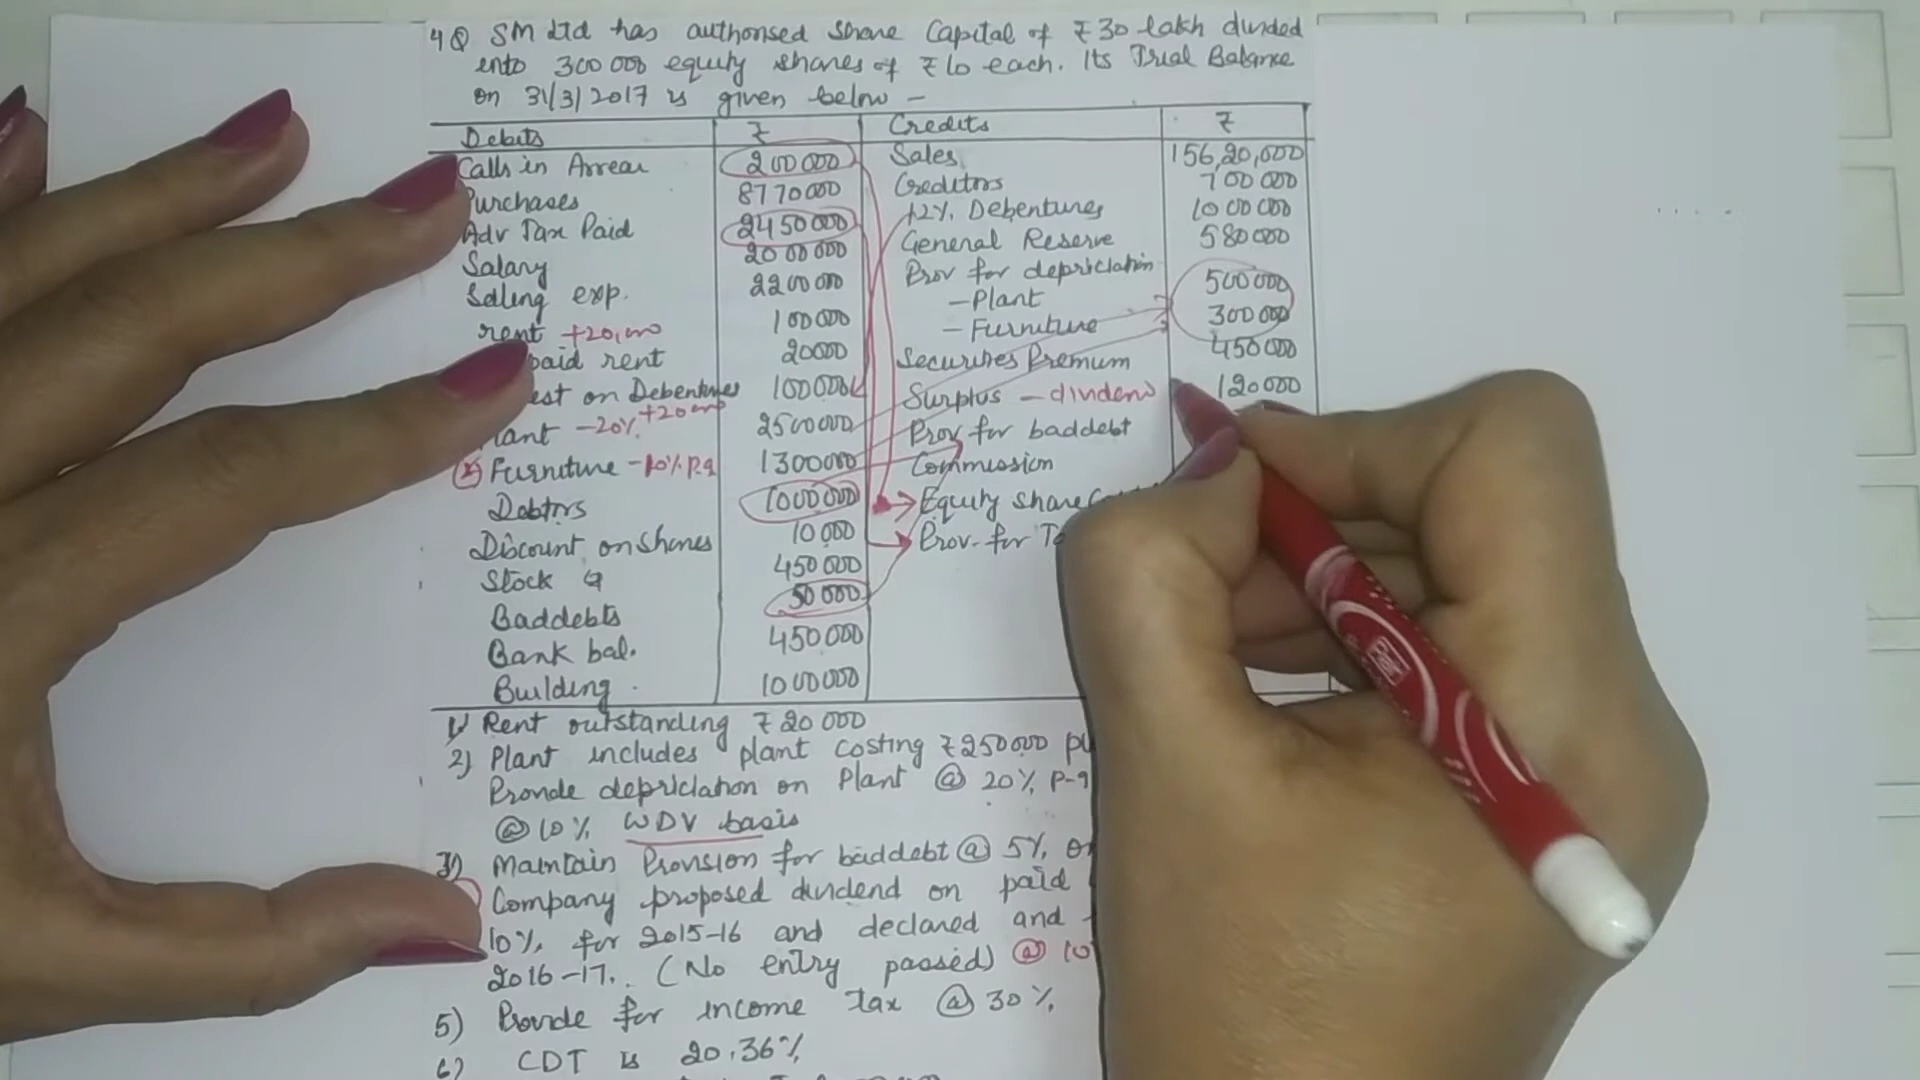 4Q SM Ltd has authorised share Capital of ₹30 lakh divided
into 300 000 equity shares of ₹10 each. Its Trial Balance
on 31/3/2017 is given below -
Debits ₹ Credits ₹
Calls in Arrear 200000 Sales 156,20,000
Purchases 8770000 Creditors 700000
Adv Tax Paid 2450000 12% Debentures 1000000
Salary 2000000 General Reserve 580000
Selling exp. 2200000 Prov for depriciation
- Plant 500000
rent +20,000 100000 - Furniture 300000
paid rent 20000 Securities Premium 450000
est on Debentures 100000 Surplus - dividend 120000
lant -20% +20000 2500000 Prov for baddebt
Furniture - 10% P.a 1300000 Commission
Debtors 1000000 Equity share
Discount on shares 10000 Prov. for
Stock 450000
Baddebts 50000
Bank bal. 450000
Building 1000000
1) Rent outstanding ₹20000
2) Plant includes plant costing ₹250000
Provide depriciation on Plant @ 20% P-a
@ 10% WDV basis
3) Maintain Provision for baddebt @ 5%
Company proposed dividend on paid
10% for 2015-16 and declared and
2016-17. (No entry passed) @ 10
5) Provide for income tax @ 30%.
6) CDT is 20.36%